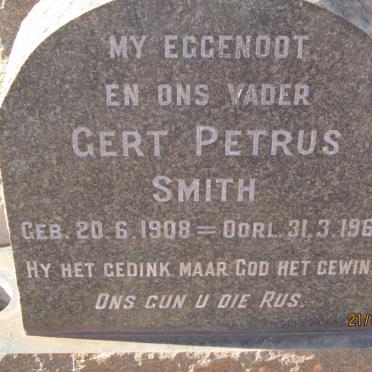 MY EGGENOOT
EN ONS VADER
GERT PETRUS
SMITH
GEB. 20.6.1908 = OORL. 31.3.196
HY HET GEDINK MAAR GOD HET GEWIN
ONS GUN U DIE RUS.
21/